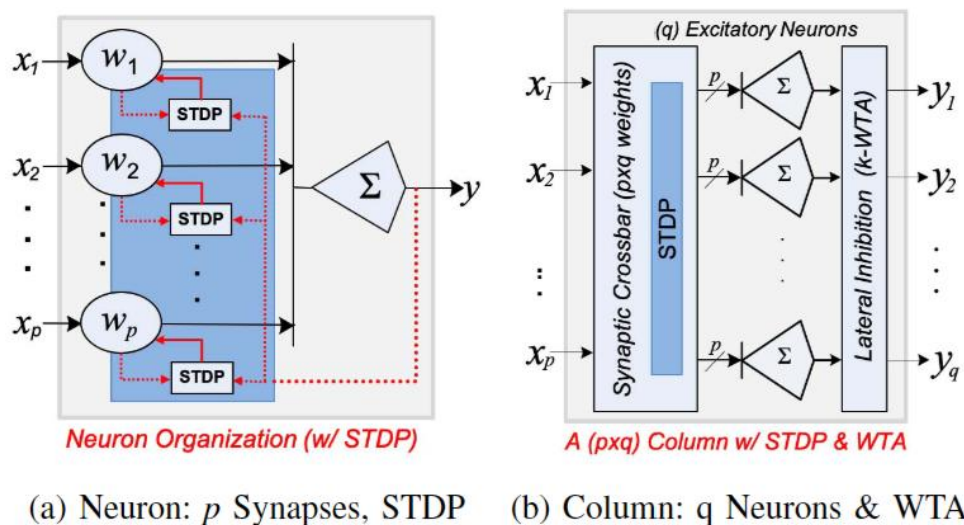 x1
w1
STDP
x2
w2
STDP
Σ
y
xp
wp
STDP
Neuron Organization (w/ STDP)
(a) Neuron: p Synapses, STDP
(q) Excitatory Neurons
x1
x2
xp
Synaptic Crossbar (pxq weights)
STDP
p
Σ
p
Σ
p
Σ
Lateral Inhibition (k-WTA)
y1
y2
yq
A (pxq) Column w/ STDP & WTA
(b) Column: q Neurons & WTA